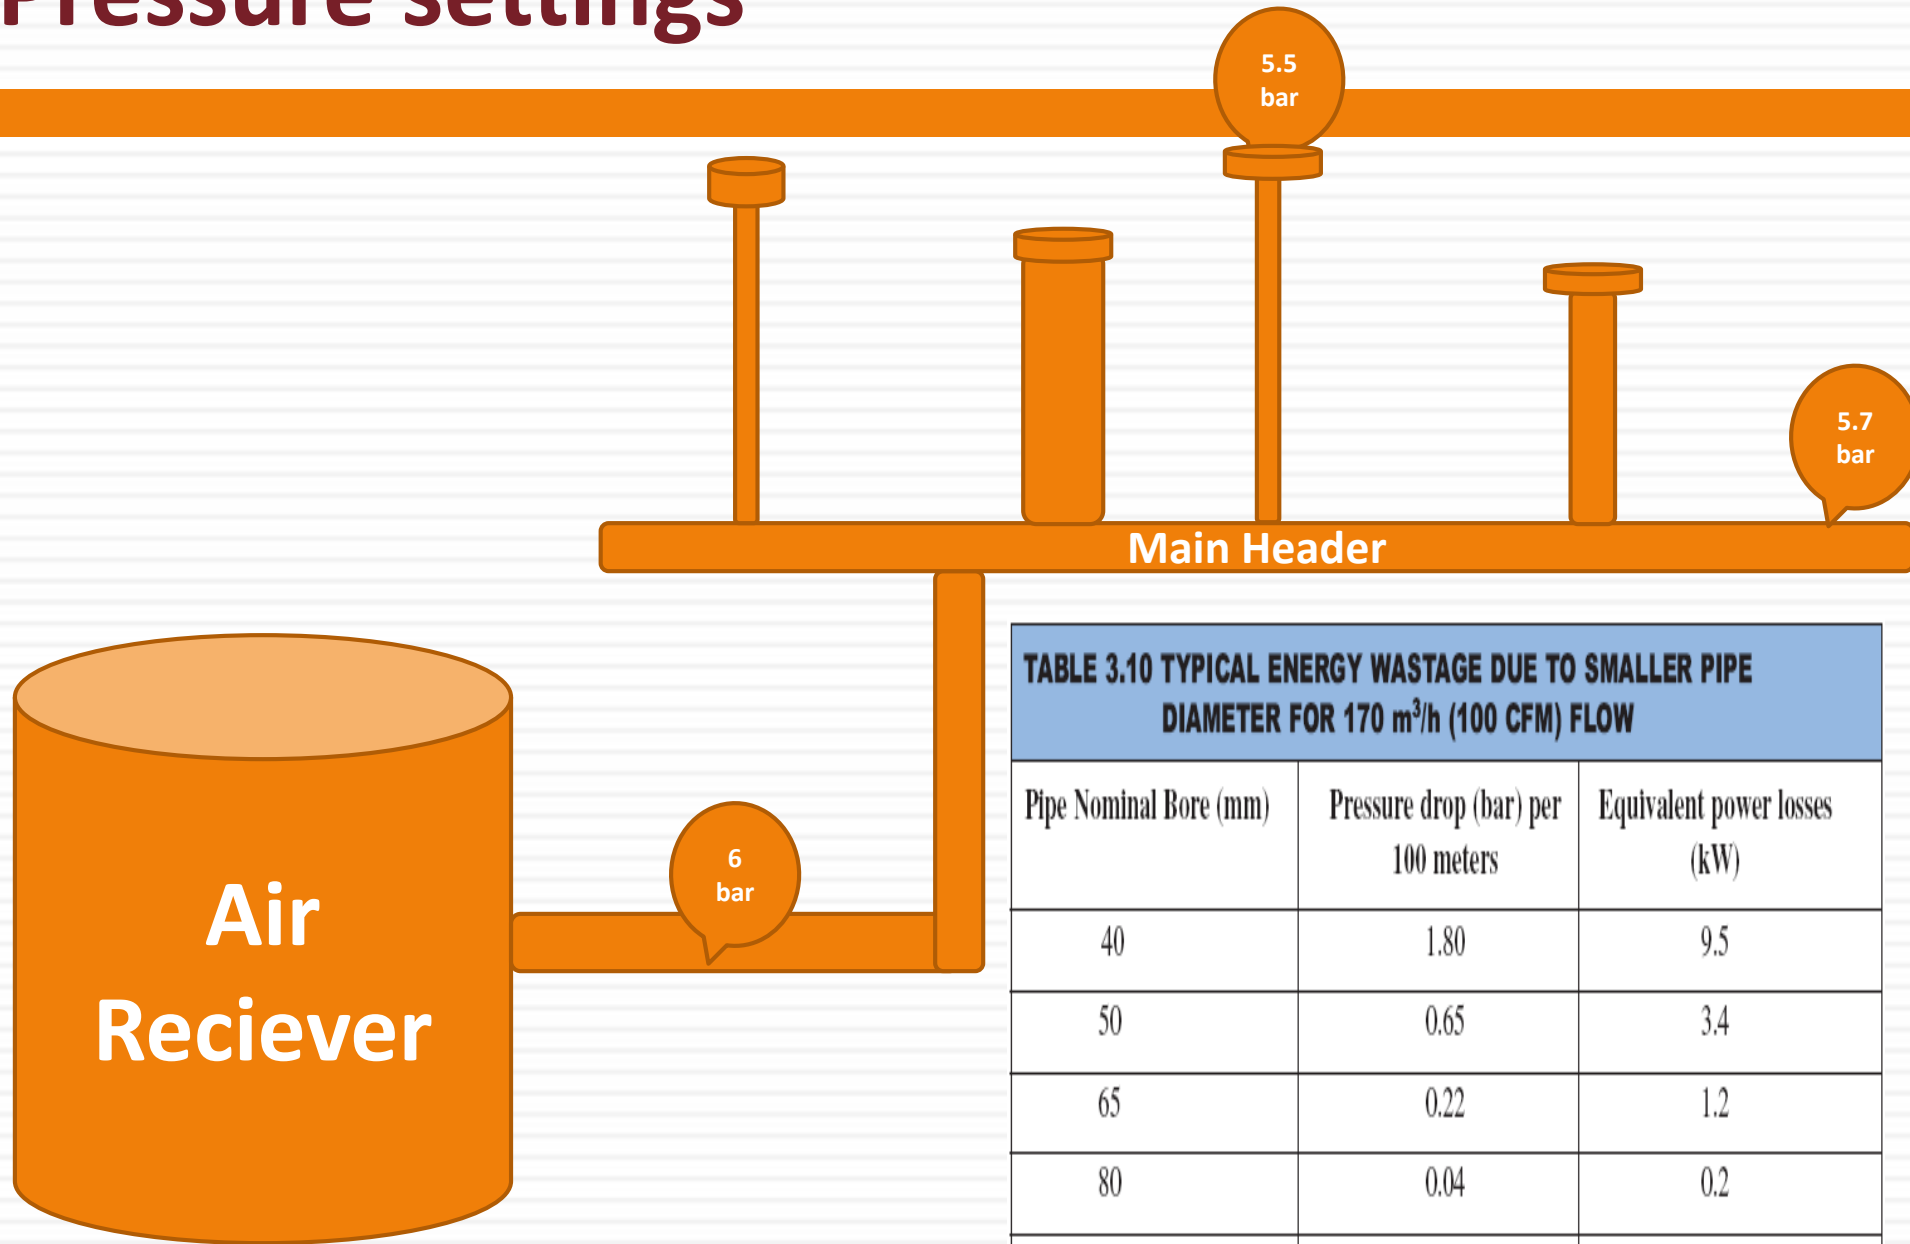 Pressure settings
5.5
bar
5.7
bar
Main Header
6
bar
Air
Reciever
TABLE 3.10 TYPICAL ENERGY WASTAGE DUE TO SMALLER PIPE
DIAMETER FOR 170 m³/h (100 CFM) FLOW
Pipe Nominal Bore (mm) Pressure drop (bar) per 100 meters Equivalent power losses (kW)
40 1.80 9.5
50 0.65 3.4
65 0.22 1.2
80 0.04 0.2